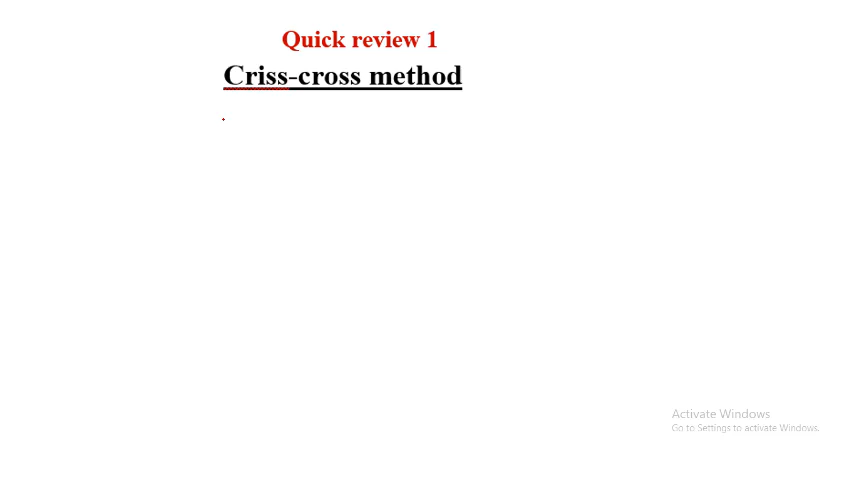 Quick review 1
Criss-cross method
Activate Windows
Go to Settings to activate Windows.